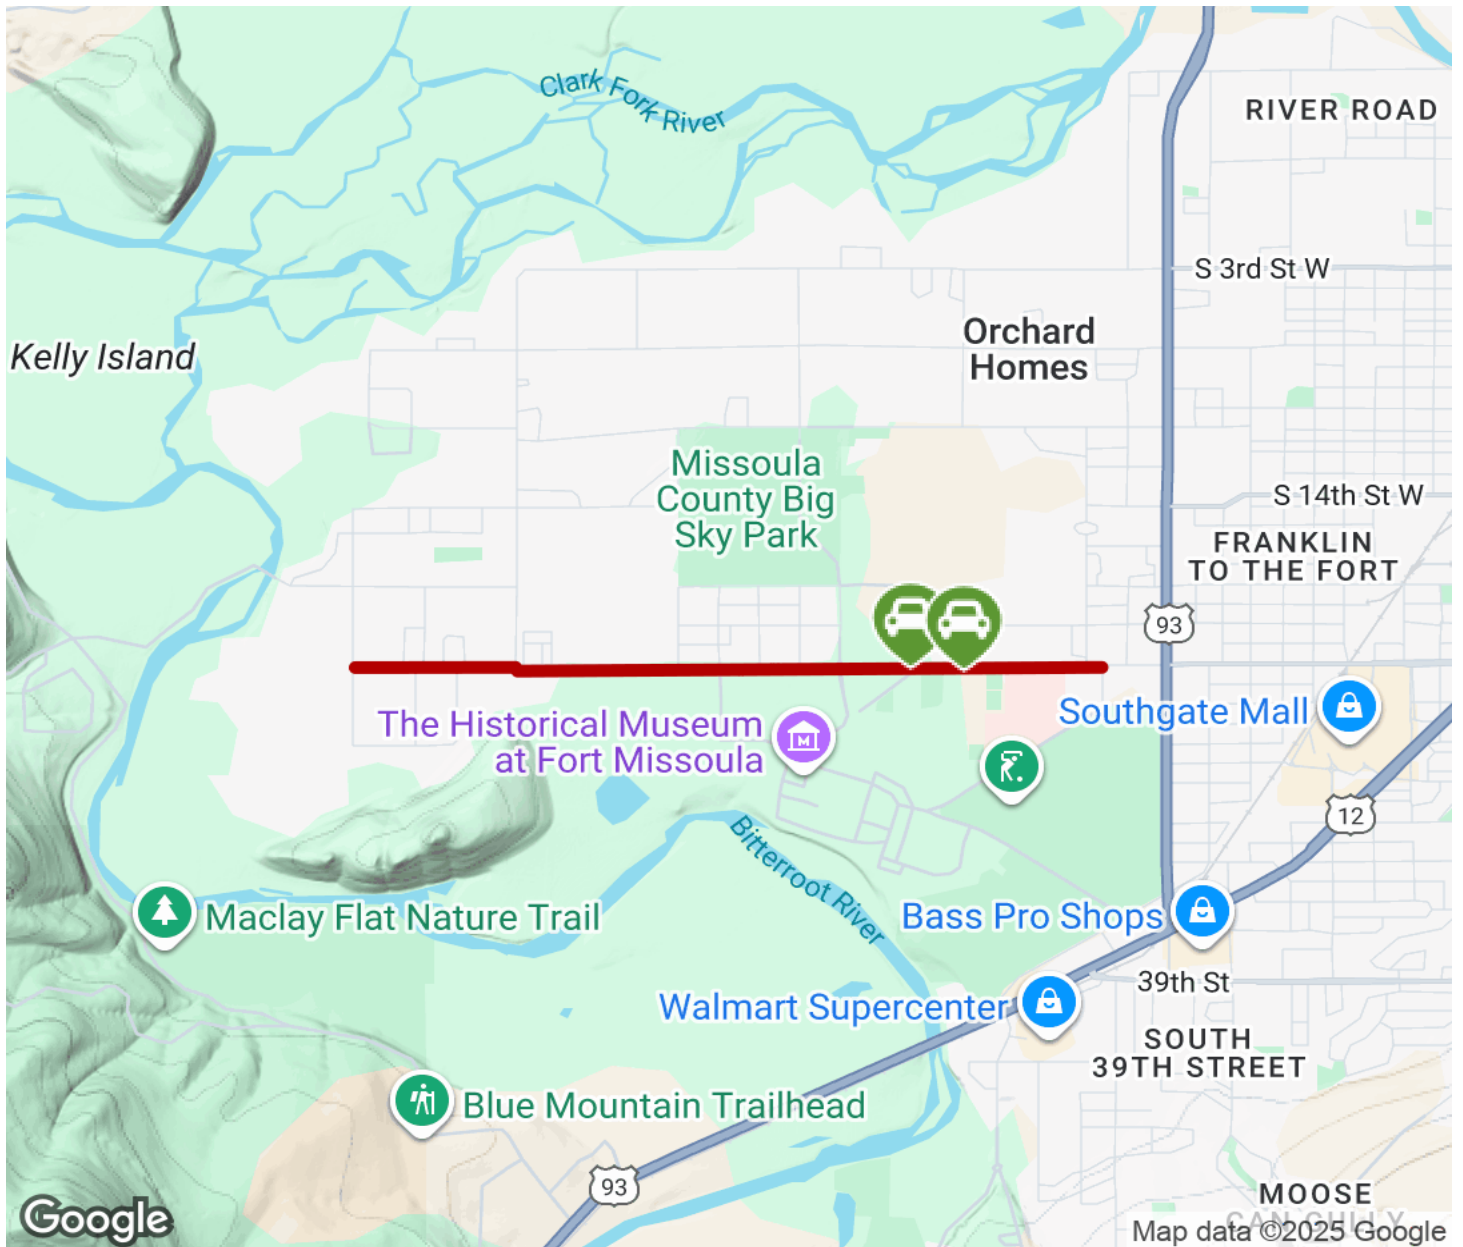 Clark Fork River
RIVER ROAD
S 3rd St W
Orchard
Homes
Kelly Island
Missoula
County Big
Sky Park
S 14th St W
FRANKLIN
TO THE FORT
93
Southgate Mall
The Historical Museum
at Fort Missoula
M
12
Bitterroot River
Maclay Flat Nature Trail
Bass Pro Shops
39th St
Walmart Supercenter
SOUTH
39TH STREET
Blue Mountain Trailhead
93
MOOSE
CAN GULLY
Google
Map data ©2025 Google